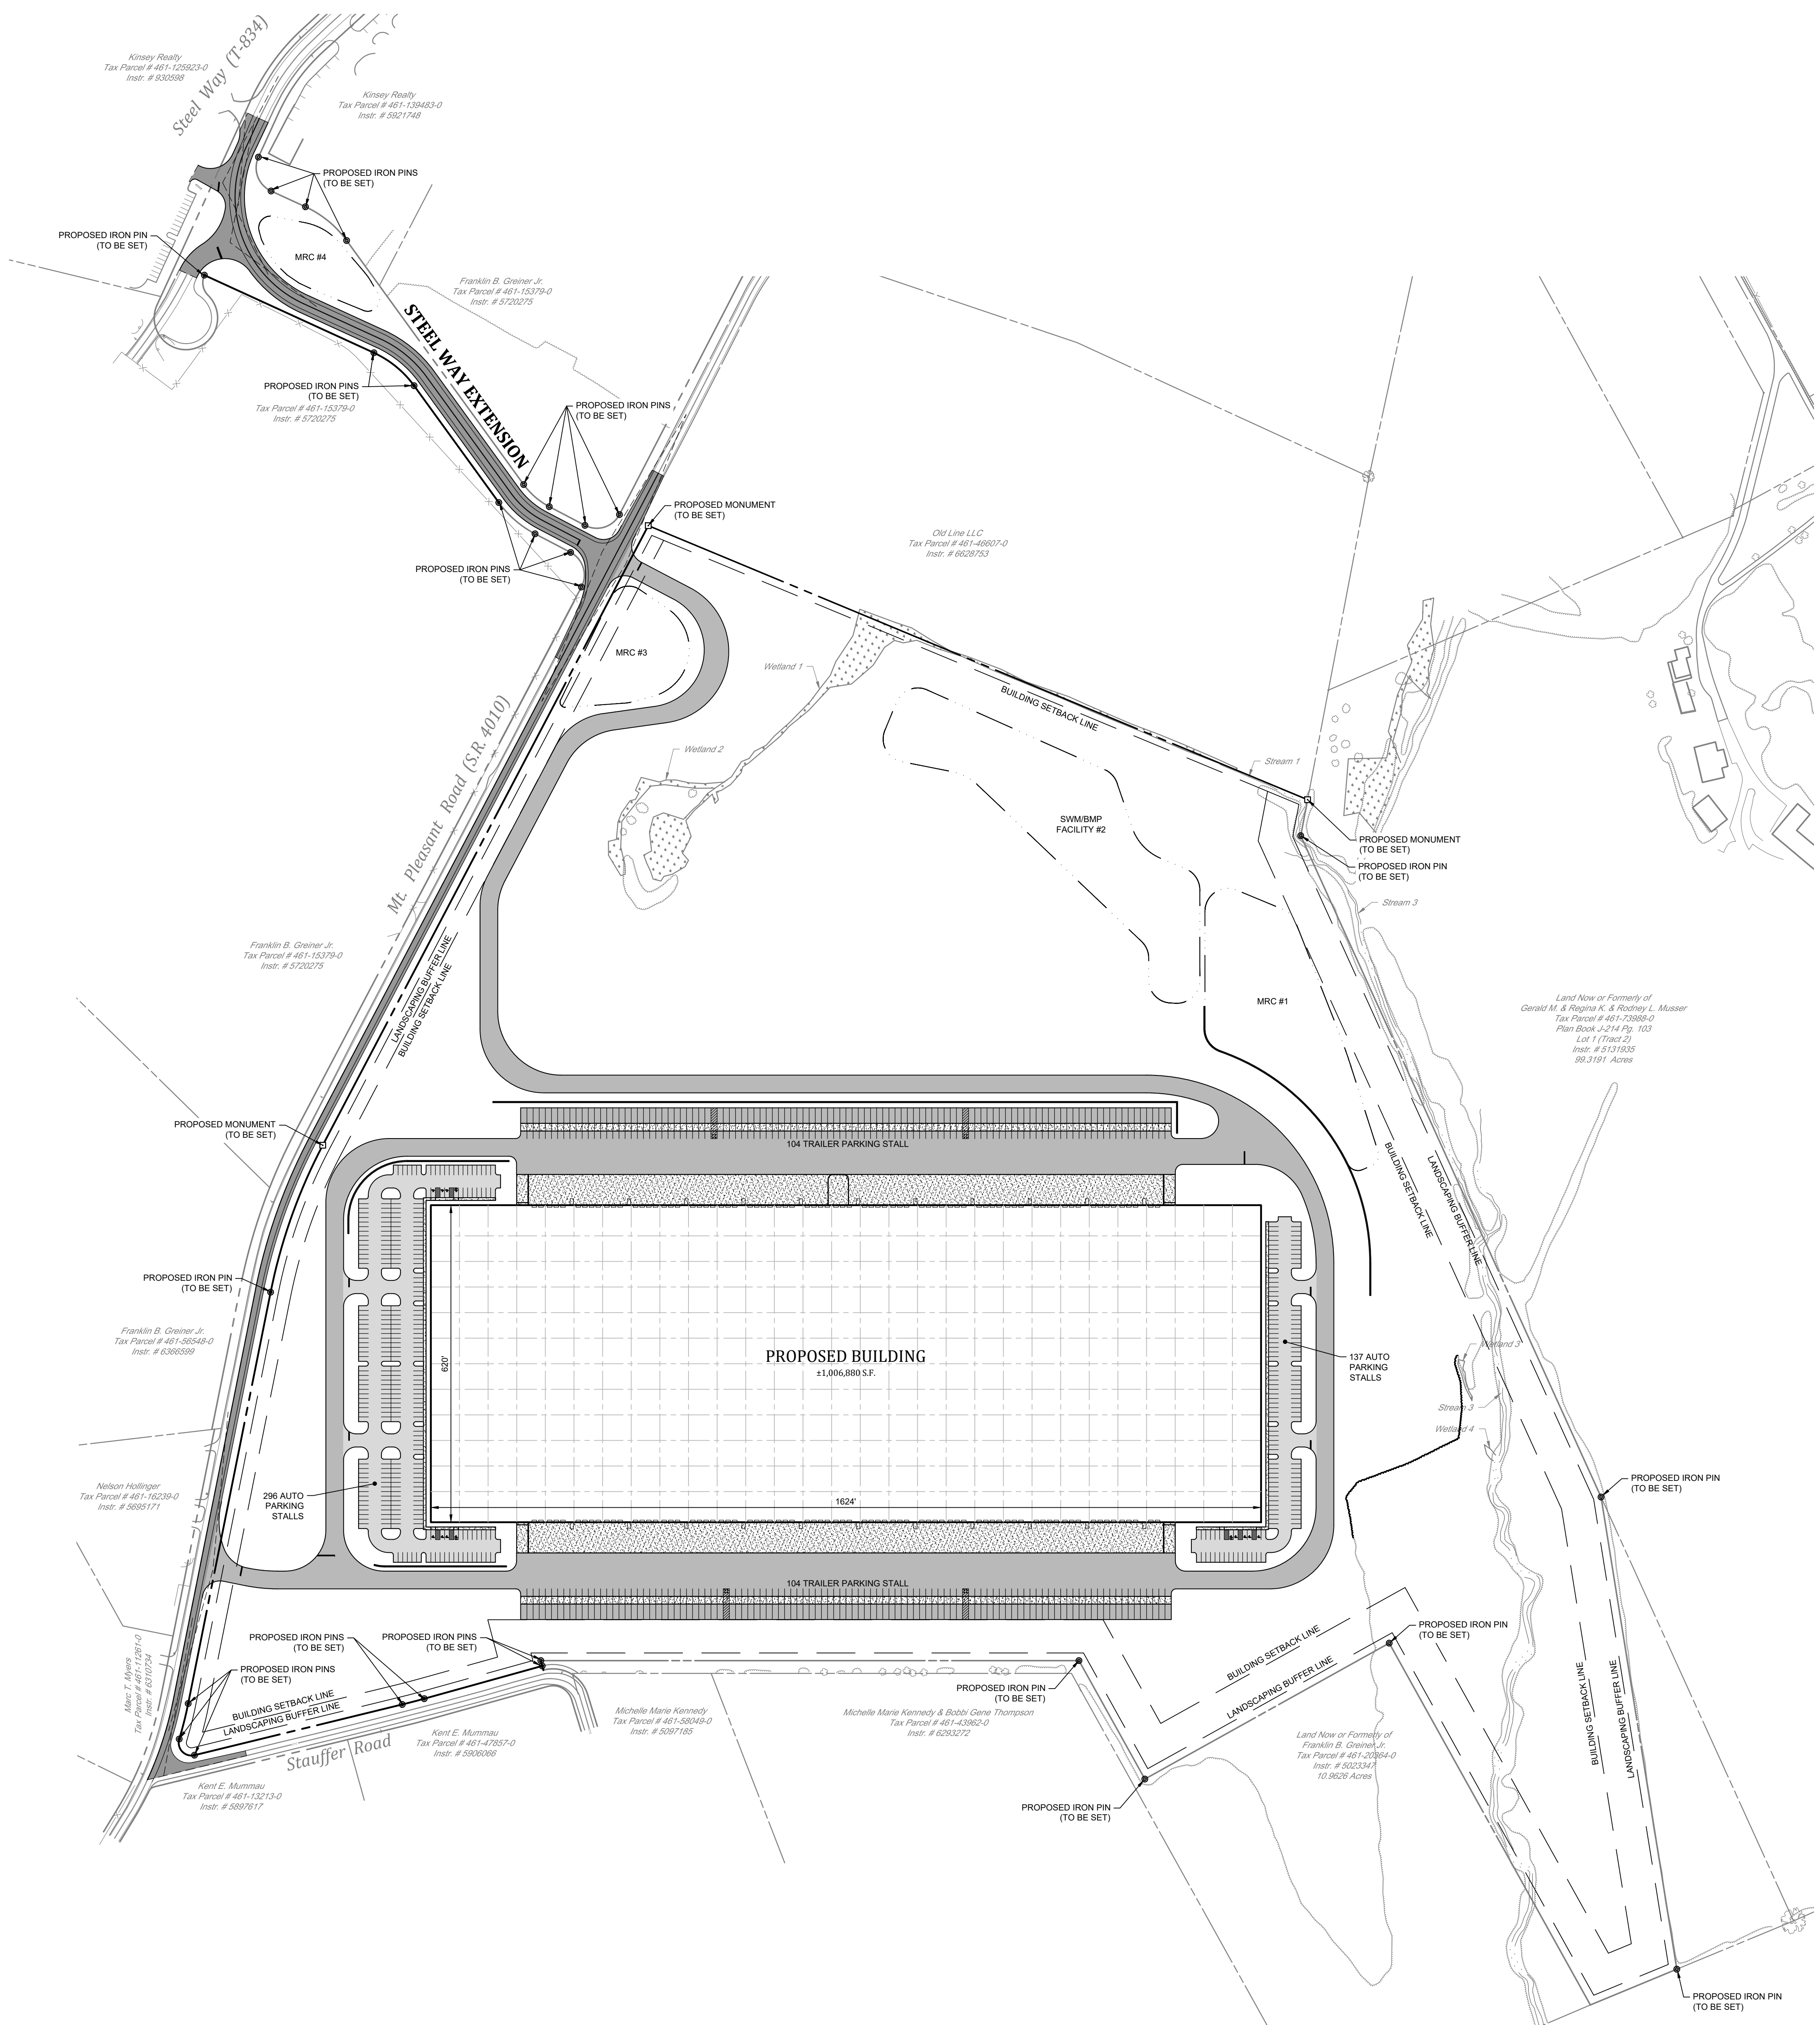 Kinsey Realty
Tax Parcel # 461-125923-0
Instr. # 930598
Steel Way (T-834)
Kinsey Realty
Tax Parcel # 461-139483-0
Instr. # 5921748
PROPOSED IRON PINS
(TO BE SET)
PROPOSED IRON PIN
(TO BE SET)
MRC #4
Franklin B. Greiner Jr.
Tax Parcel # 461-15379-0
Instr. # 5720275
STEEL WAY EXTENSION
PROPOSED IRON PINS
(TO BE SET)
Tax Parcel # 461-15379-0
Instr. # 5720275
PROPOSED IRON PINS
(TO BE SET)
PROPOSED MONUMENT
(TO BE SET)
Old Line LLC
Tax Parcel # 461-46607-0
Instr. # 6628753
PROPOSED IRON PINS
(TO BE SET)
MRC #3
Wetland 1
BUILDING SETBACK LINE
Mt. Pleasant Road (S.R. 4010)
Wetland 2
Stream 1
SWM/BMP
FACILITY #2
PROPOSED MONUMENT
(TO BE SET)
PROPOSED IRON PIN
(TO BE SET)
Stream 3
Franklin B. Greiner Jr.
Tax Parcel # 461-15379-0
Instr. # 5720275
LANDSCAPING BUFFER LINE
BUILDING SETBACK LINE
MRC #1
Land Now or Formerly of
Gerald M. & Regina K. & Rodney L. Musser
Tax Parcel # 461-73988-0
Plan Book J-214 Pg. 103
Lot 1 (Tract 2)
Instr. # 5131935
99.3191 Acres
PROPOSED MONUMENT
(TO BE SET)
104 TRAILER PARKING STALL
BUILDING SETBACK LINE
LANDSCAPING BUFFER LINE
PROPOSED IRON PIN
(TO BE SET)
Franklin B. Greiner Jr.
Tax Parcel # 461-56548-0
Instr. # 6366599
620'
PROPOSED BUILDING
±1,006,880 S.F.
137 AUTO
PARKING
STALLS
Wetland 3
Stream 3
Wetland 4
Nelson Hollinger
Tax Parcel # 461-16239-0
Instr. # 5695171
296 AUTO
PARKING
STALLS
1624'
PROPOSED IRON PIN
(TO BE SET)
104 TRAILER PARKING STALL
Marc T. Myers
Tax Parcel # 461-11261-0
Instr. # 6310734
PROPOSED IRON PINS
(TO BE SET)
PROPOSED IRON PINS
(TO BE SET)
PROPOSED IRON PINS
(TO BE SET)
BUILDING SETBACK LINE
LANDSCAPING BUFFER LINE
PROPOSED IRON PIN
(TO BE SET)
BUILDING SETBACK LINE
LANDSCAPING BUFFER LINE
PROPOSED IRON PIN
(TO BE SET)
BUILDING SETBACK LINE
LANDSCAPING BUFFER LINE
Stauffer Road
Kent E. Mummau
Tax Parcel # 461-47857-0
Instr. # 5906066
Michelle Marie Kennedy
Tax Parcel # 461-58049-0
Instr. # 5097185
Michelle Marie Kennedy & Bobbi Gene Thompson
Tax Parcel # 461-43962-0
Instr. # 6293272
Land Now or Formerly of
Franklin B. Greiner Jr.
Tax Parcel # 461-20364-0
Instr. # 5023347
10.9626 Acres
Kent E. Mummau
Tax Parcel # 461-13213-0
Instr. # 5897617
PROPOSED IRON PIN
(TO BE SET)
PROPOSED IRON PIN
(TO BE SET)